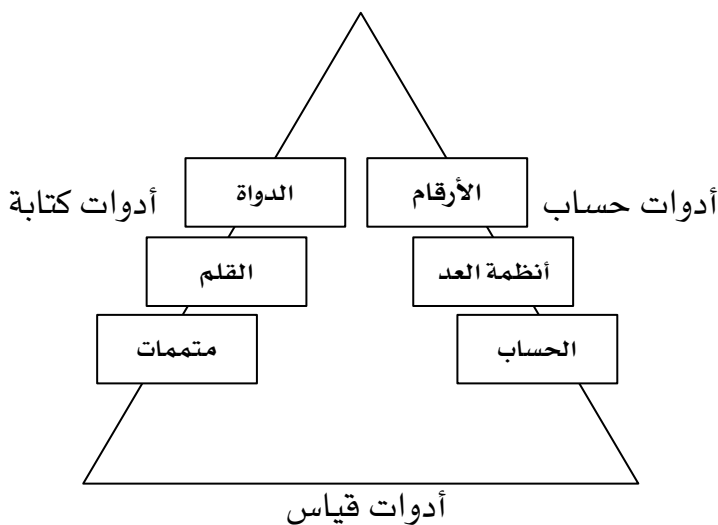 الأرقام
الدواة
أدوات حساب
أدوات كتابة
أنظمة العد
القلم
الحساب
متممات
أدوات قياس